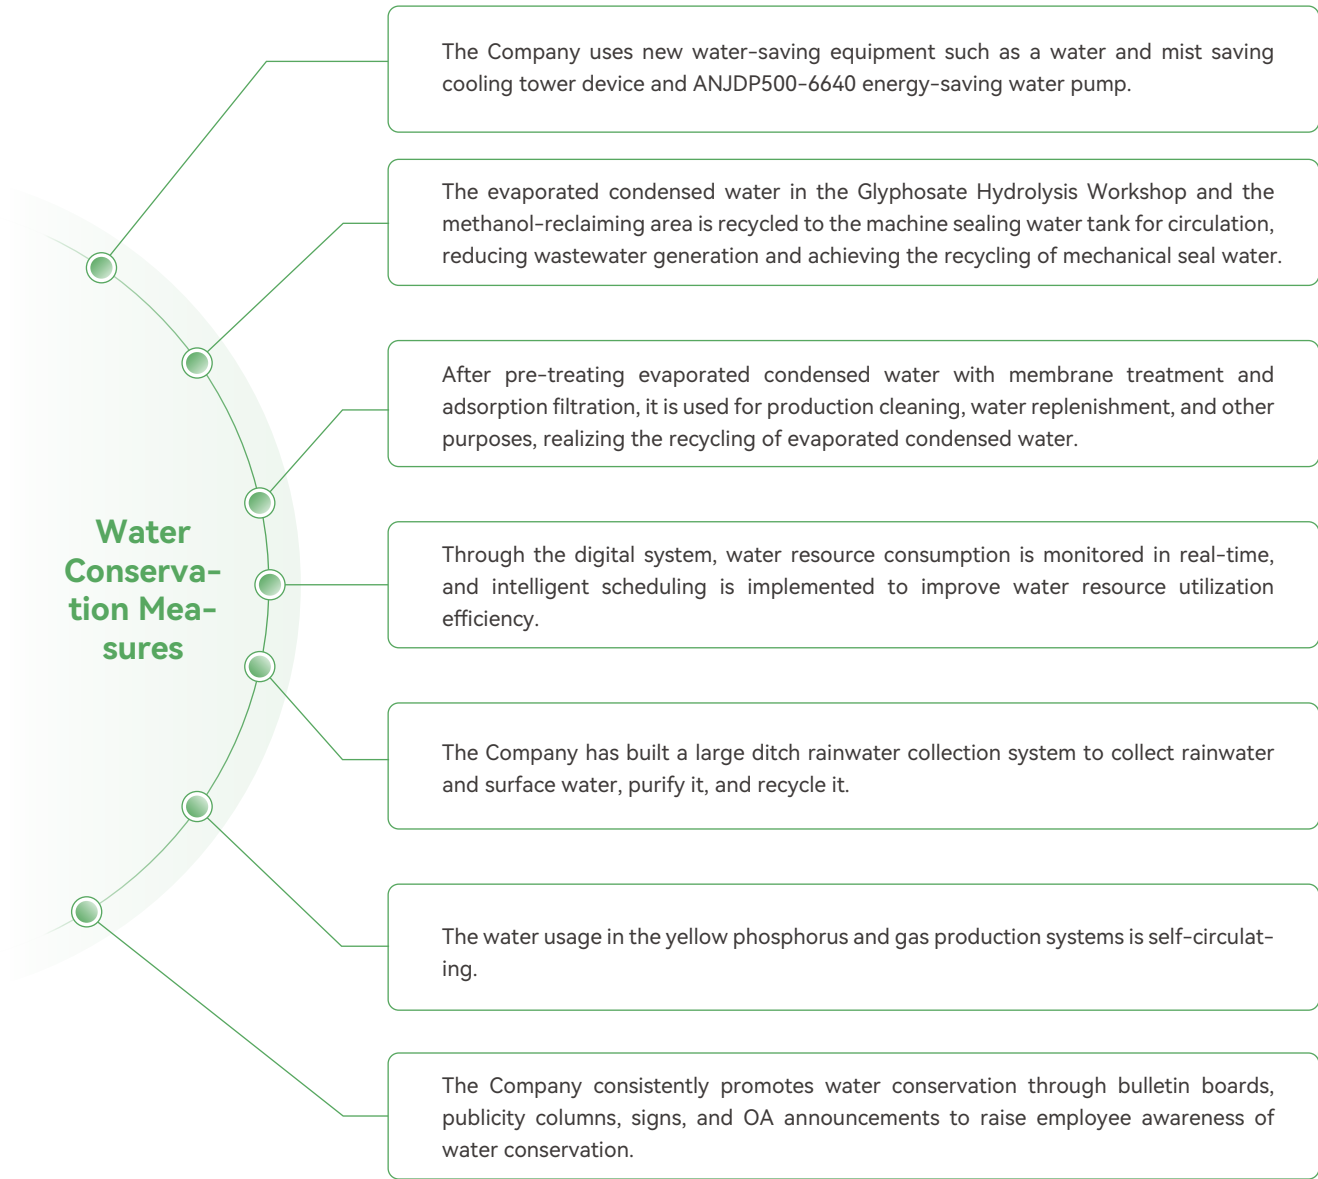 The Company uses new water-saving equipment such as a water and mist saving
cooling tower device and ANJDP500-6640 energy-saving water pump.
The evaporated condensed water in the Glyphosate Hydrolysis Workshop and the
methanol-reclaiming area is recycled to the machine sealing water tank for circulation,
reducing wastewater generation and achieving the recycling of mechanical seal water.
After pre-treating evaporated condensed water with membrane treatment and
adsorption filtration, it is used for production cleaning, water replenishment, and other
purposes, realizing the recycling of evaporated condensed water.
Water
Conserva-
tion Mea-
sures
Through the digital system, water resource consumption is monitored in real-time,
and intelligent scheduling is implemented to improve water resource utilization
efficiency.
The Company has built a large ditch rainwater collection system to collect rainwater
and surface water, purify it, and recycle it.
The water usage in the yellow phosphorus and gas production systems is self-circulat-
ing.
The Company consistently promotes water conservation through bulletin boards,
publicity columns, signs, and OA announcements to raise employee awareness of
water conservation.